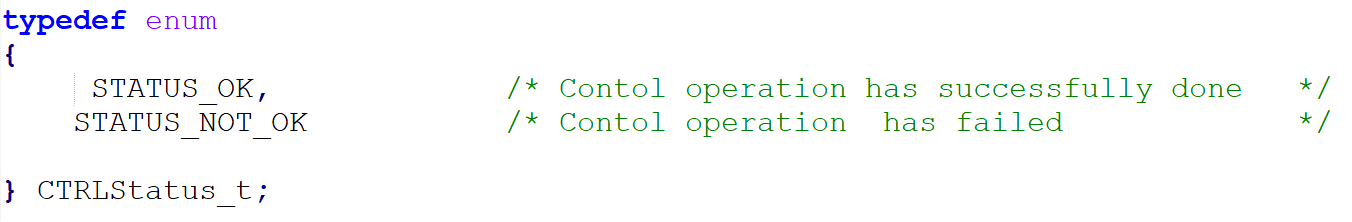 typedef enum
{
STATUS_OK, /* Contol operation has successfully done */
STATUS_NOT_OK /* Contol operation  has failed */
} CTRLStatus_t;